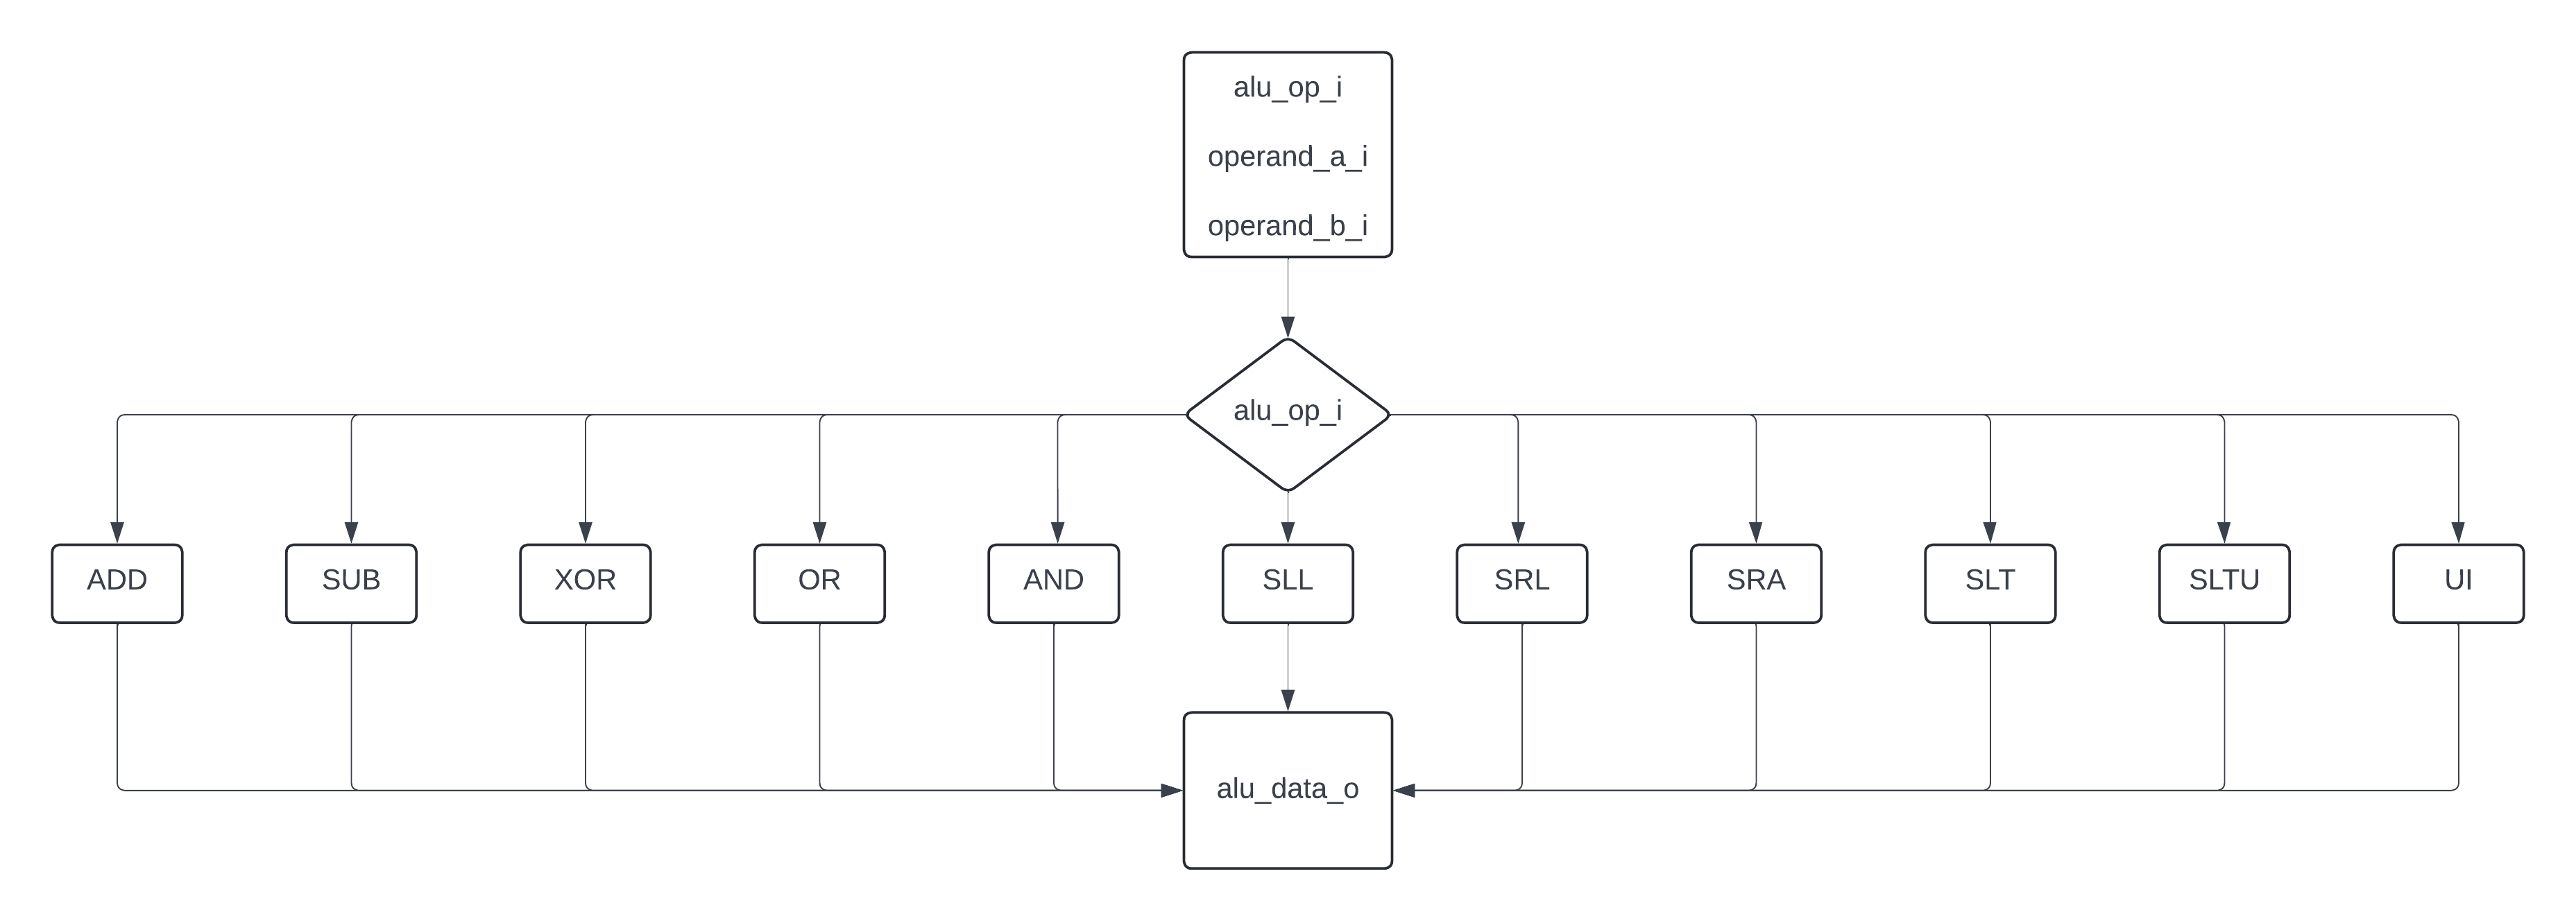 alu_op_i
operand_a_i
operand_b_i
alu_op_i
ADD
SUB
XOR
OR
AND
SLL
SRL
SRA
SLT
SLTU
UI
alu_data_o